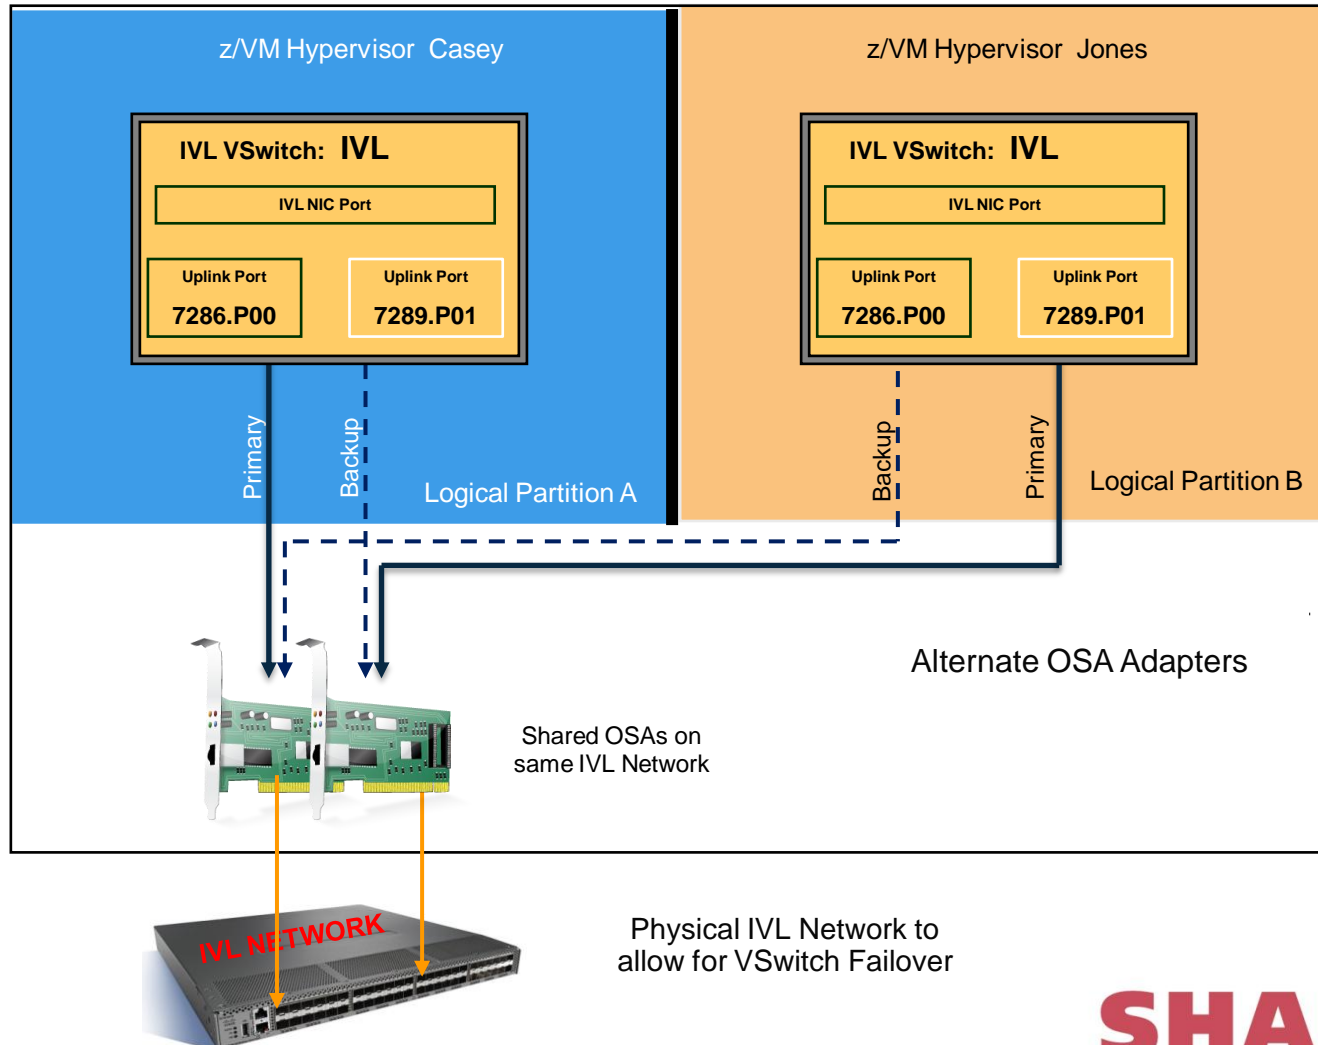 z/VM Hypervisor Casey
z/VM Hypervisor Jones
IVL VSwitch: IVL
IVL NIC Port
Uplink Port
7286.P00
Uplink Port
7289.P01
IVL VSwitch: IVL
IVL NIC Port
Uplink Port
7286.P00
Uplink Port
7289.P01
Primary
Backup
Logical Partition A
Backup
Primary
Logical Partition B
Alternate OSA Adapters
Shared OSAs on
same IVL Network
IVL NETWORK
Physical IVL Network to
allow for VSwitch Failover
SHA